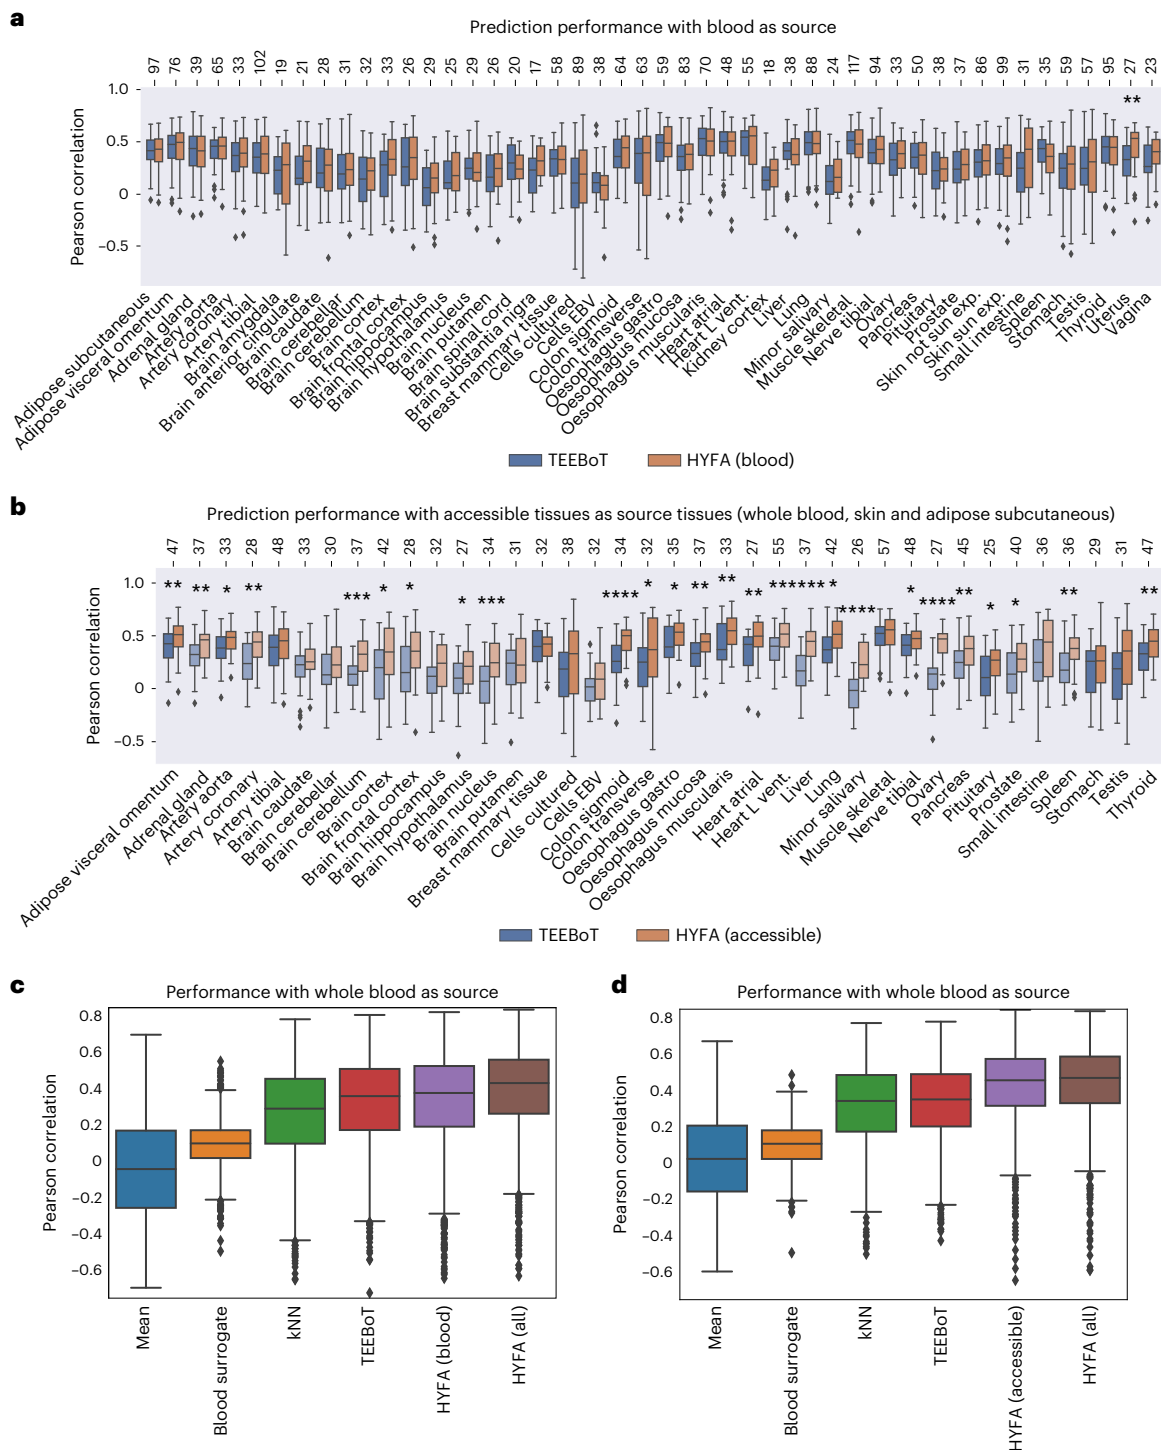 a
Prediction performance with blood as source
97 76 39 65 33 102 19 21 28 31 32 33 26 29 25 29 26 20 17 58 89 38 64 63 59 83 70 48 55 18 38 88 24 117 94 33 50 38 37 86 99 31 35 59 57 95 27 23
**
1.0
0.5
0
−0.5
Pearson correlation
Adipose subcutaneous
Adipose visceral omentum
Adrenal gland
Artery aorta
Artery coronary
Artery tibial
Brain amygdala
Brain anterior cingulate
Brain caudate
Brain cerebellar
Brain cerebellum
Brain cortex
Brain frontal cortex
Brain hippocampus
Brain hypothalamus
Brain nucleus
Brain putamen
Brain spinal cord
Brain substantia nigra
Breast mammary tissue
Cells cultured
Cells EBV
Colon sigmoid
Colon transverse
Oesophagus gastro
Oesophagus mucosa
Oesophagus muscularis
Heart atrial
Heart L vent.
Kidney cortex
Liver
Lung
Minor salivary
Muscle skeletal
Nerve tibial
Ovary
Pancreas
Pituitary
Prostate
Skin not sun exp.
Skin sun exp.
Small intestine
Spleen
Stomach
Testis
Thyroid
Uterus
Vagina
TEEBoT HYFA (blood)
b
Prediction performance with accessible tissues as source tissues (whole blood, skin and adipose subcutaneous)
47 37 33 28 48 33 30 37 42 28 32 27 34 31 32 38 32 34 32 35 37 33 27 55 37 42 26 57 48 27 45 25 40 36 36 29 31 47
** ** * ** *** * * * *** **** * * ** ** ** *** **** * **** * **** ** * * ** **
1.0
0.5
0
−0.5
Pearson correlation
Adipose visceral omentum
Adrenal gland
Artery aorta
Artery coronary
Artery tibial
Brain caudate
Brain cerebellar
Brain cerebellum
Brain cortex
Brain frontal cortex
Brain hippocampus
Brain hypothalamus
Brain nucleus
Brain putamen
Breast mammary tissue
Cells cultured
Cells EBV
Colon sigmoid
Colon transverse
Oesophagus gastro
Oesophagus mucosa
Oesophagus muscularis
Heart atrial
Heart L vent.
Liver
Lung
Minor salivary
Muscle skeletal
Nerve tibial
Ovary
Pancreas
Pituitary
Prostate
Small intestine
Spleen
Stomach
Testis
Thyroid
TEEBoT HYFA (accessible)
c
Performance with whole blood as source
0.8
0.6
0.4
0.2
0
−0.2
−0.4
−0.6
Pearson correlation
Mean
Blood surrogate
kNN
TEEBoT
HYFA (blood)
HYFA (all)
d
Performance with whole blood as source
0.8
0.6
0.4
0.2
0
−0.2
−0.4
−0.6
Pearson correlation
Mean
Blood surrogate
kNN
TEEBoT
HYFA (accessible)
HYFA (all)